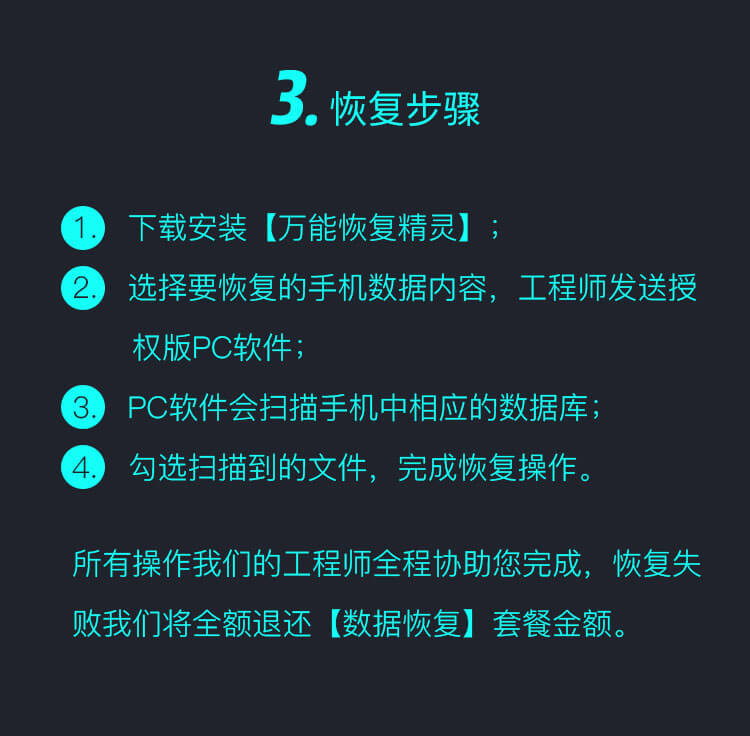 3. 恢复步骤
1. 下载安装【万能恢复精灵】；
2. 选择要恢复的手机数据内容，工程师发送授
权版PC软件；
3. PC软件会扫描手机中相应的数据库；
4. 勾选扫描到的文件，完成恢复操作。
所有操作我们的工程师全程协助您完成，恢复失
败我们将全额退还【数据恢复】套餐金额。